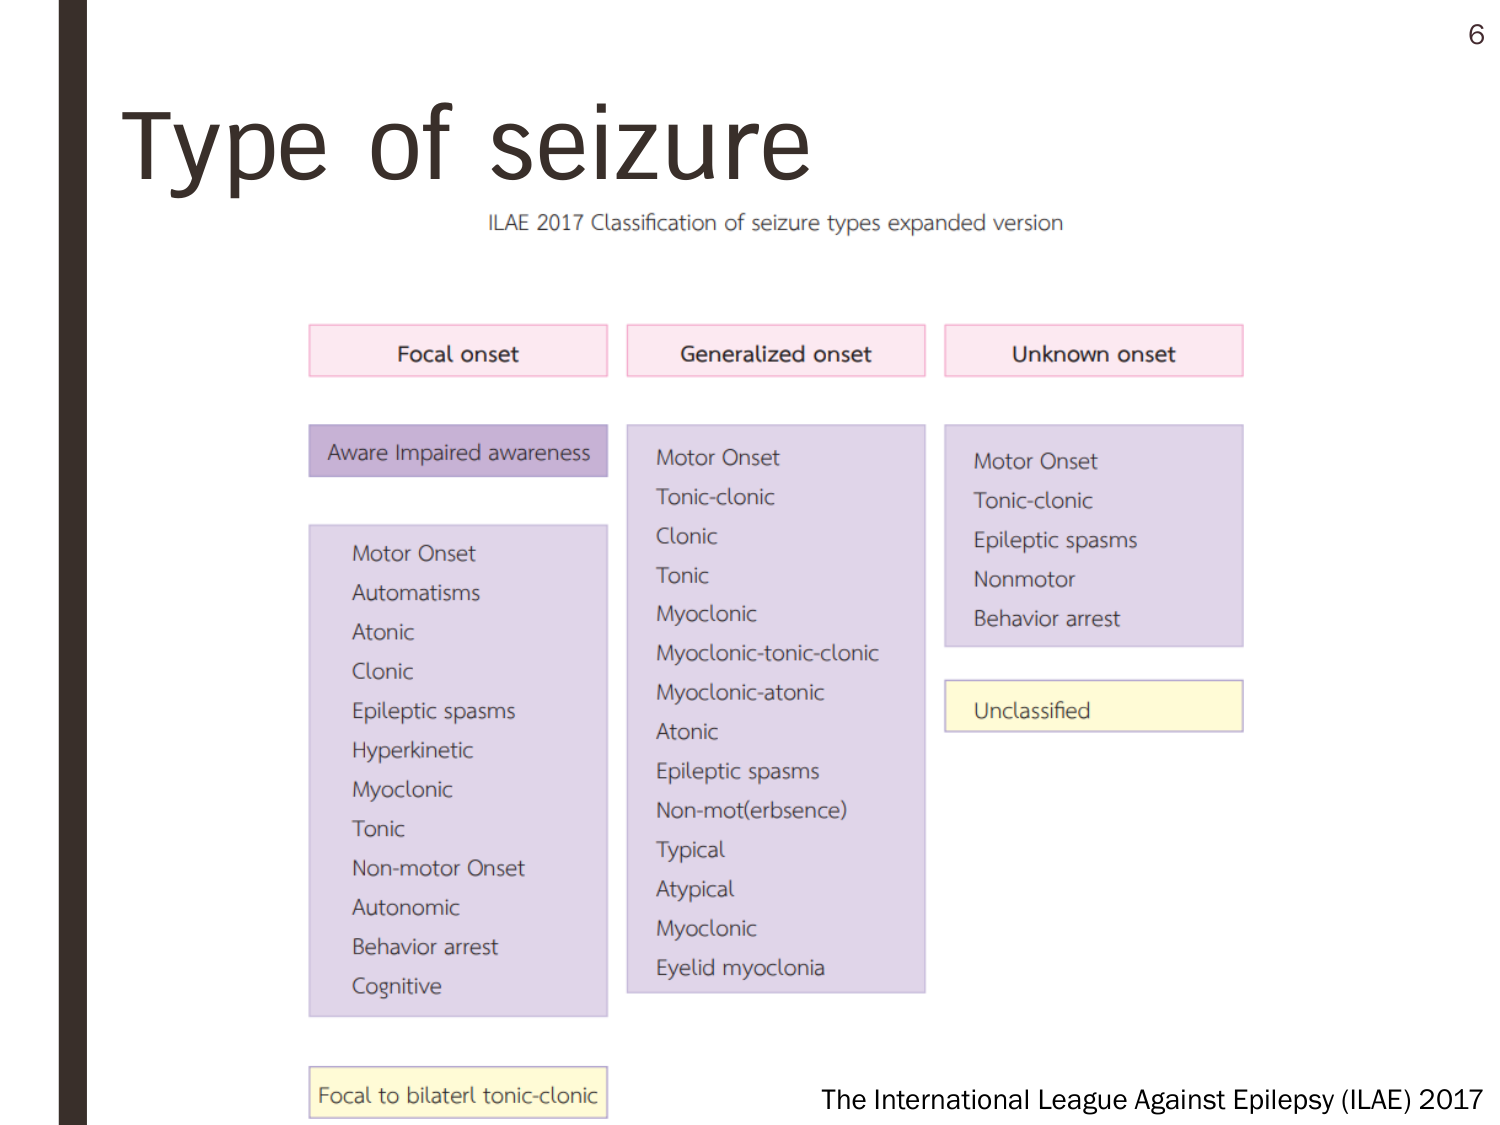 6
Type of seizure
ILAE 2017 Classification of seizure types expanded version
Focal onset
Aware Impaired awareness
Motor Onset
Automatisms
Atonic
Clonic
Epileptic spasms
Hyperkinetic
Myoclonic
Tonic
Non-motor Onset
Autonomic
Behavior arrest
Cognitive
Focal to bilaterl tonic-clonic
Generalized onset
Motor Onset
Tonic-clonic
Clonic
Tonic
Myoclonic
Myoclonic-tonic-clonic
Myoclonic-atonic
Atonic
Epileptic spasms
Non-mot(erbsence)
Typical
Atypical
Myoclonic
Eyelid myoclonia
Unknown onset
Motor Onset
Tonic-clonic
Epileptic spasms
Nonmotor
Behavior arrest
Unclassified
The International League Against Epilepsy (ILAE) 2017